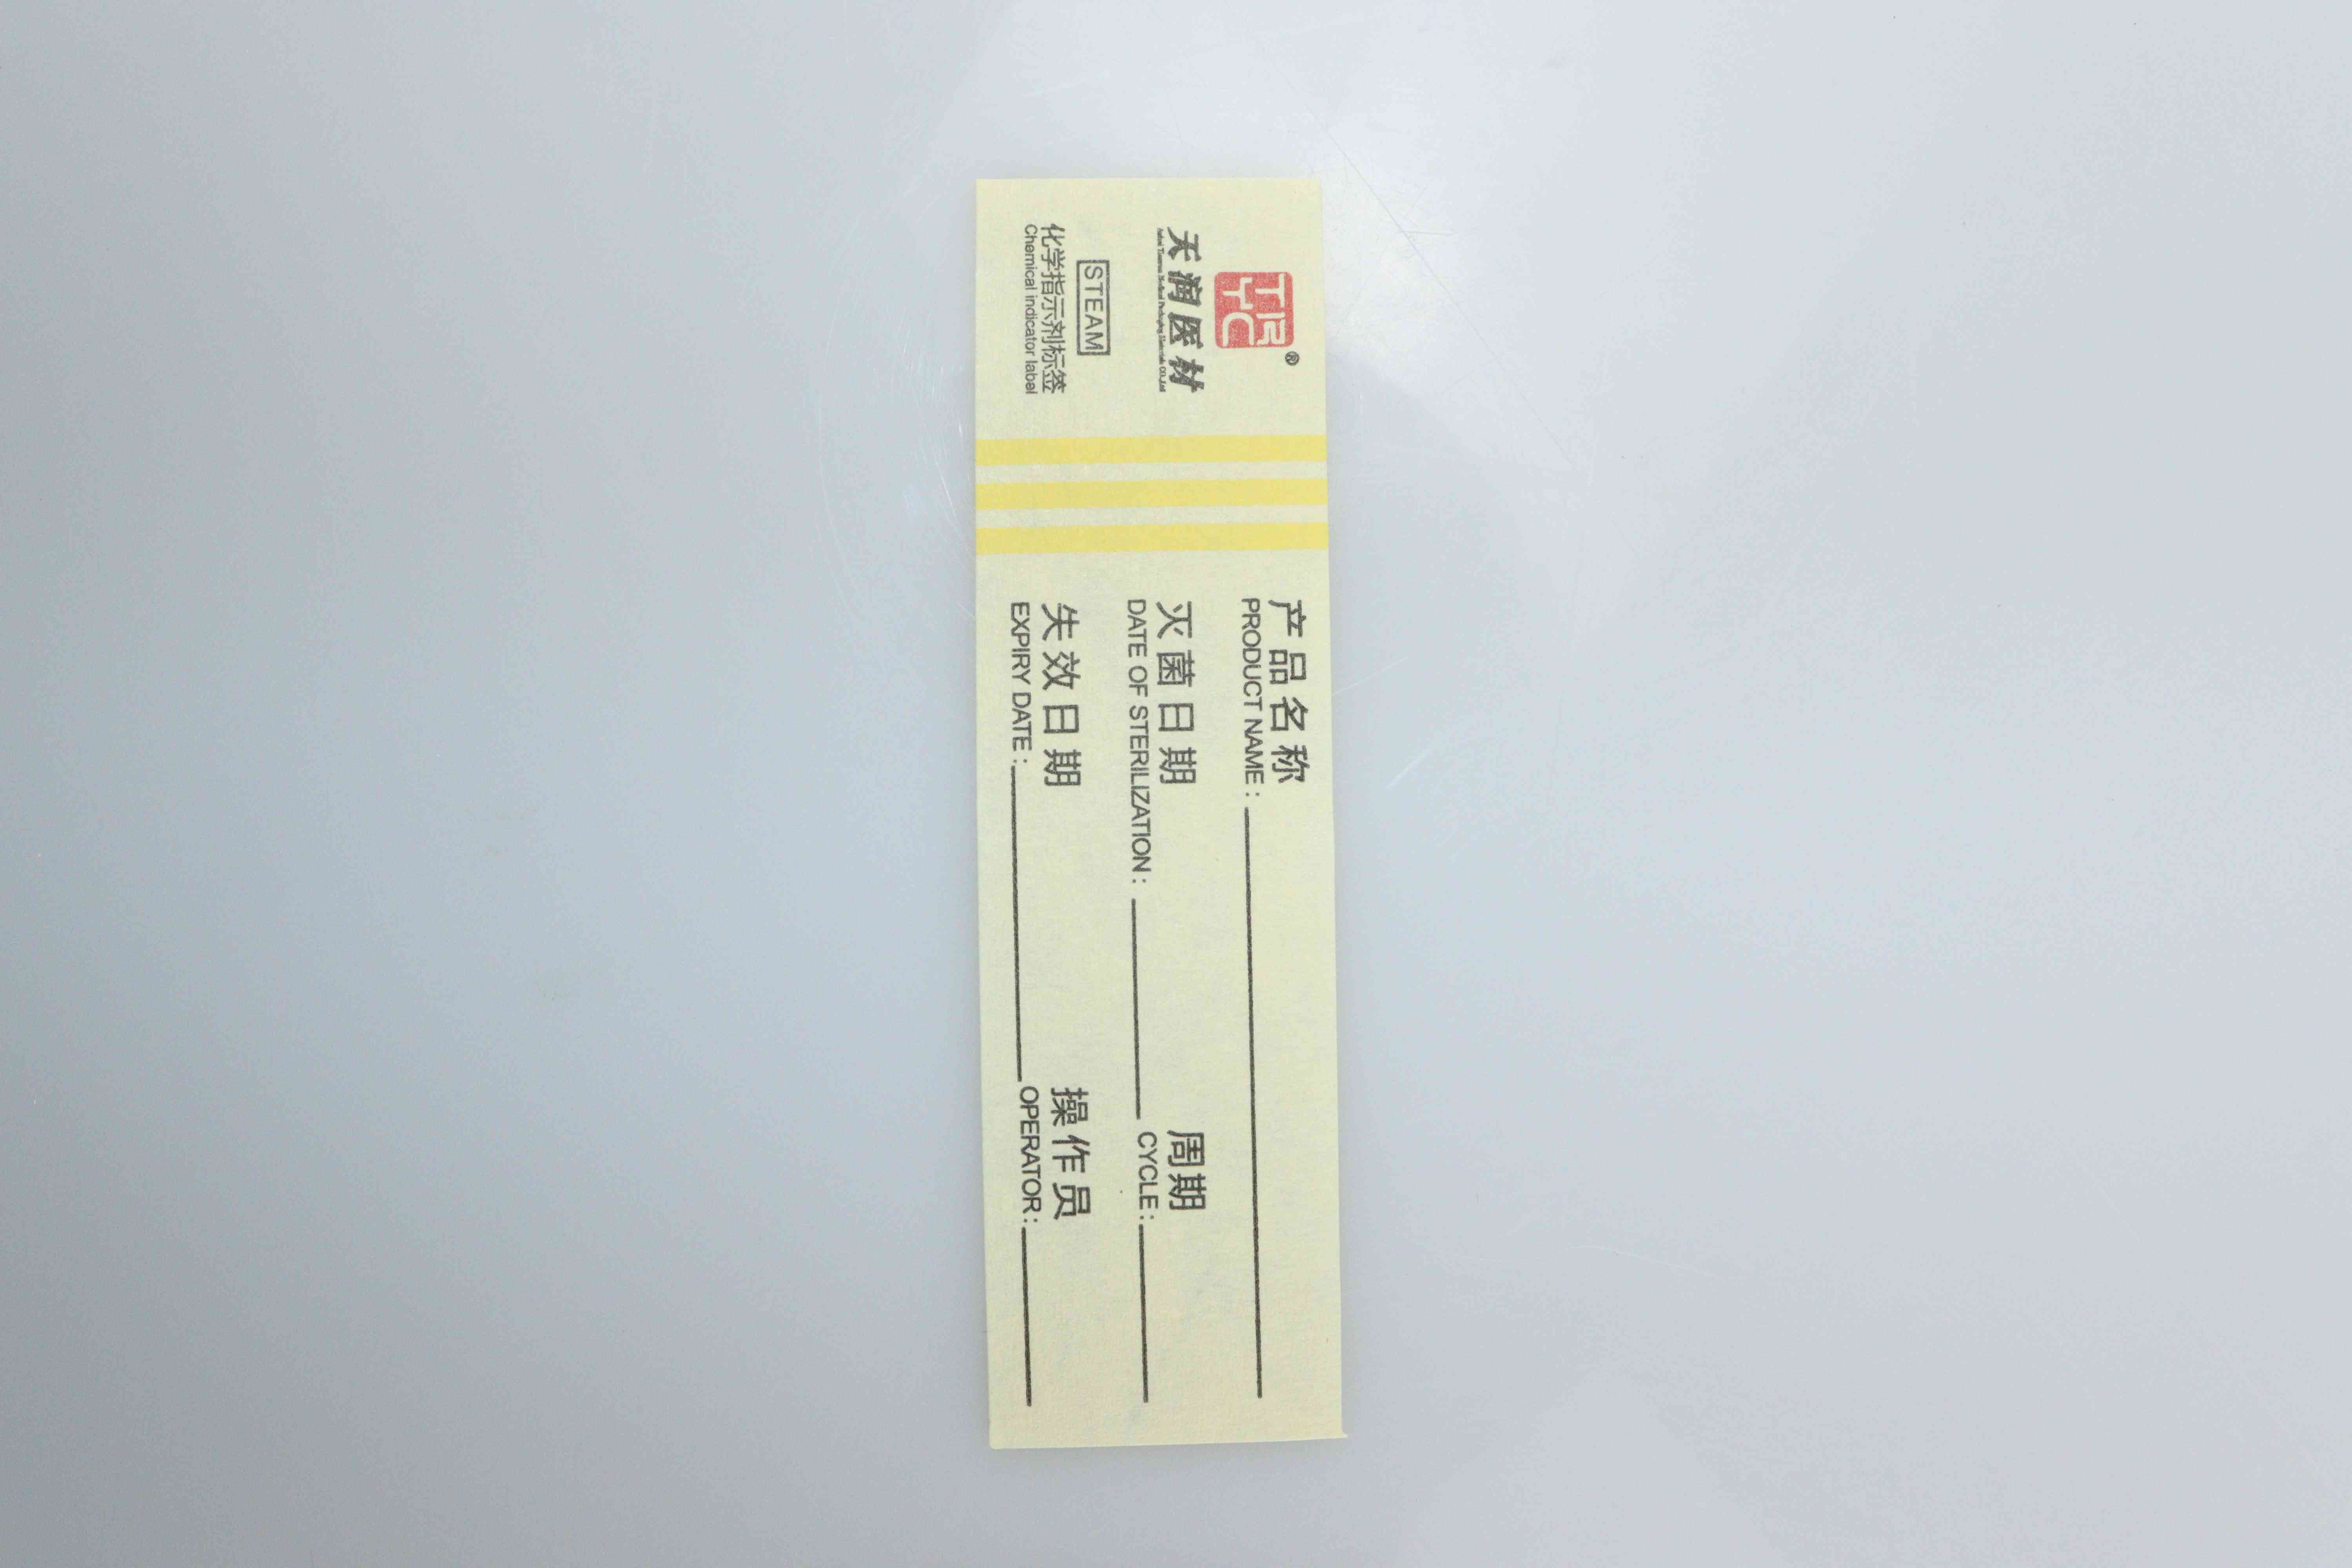 TR
YC
®
天润医材
STEAM
化学指示剂标签
Chemical indicator label
产品名称
PRODUCT NAME:
灭菌日期 周期
DATE OF STERILIZATION: CYCLE:
失效日期 操作员
EXPIRY DATE: OPERATOR: